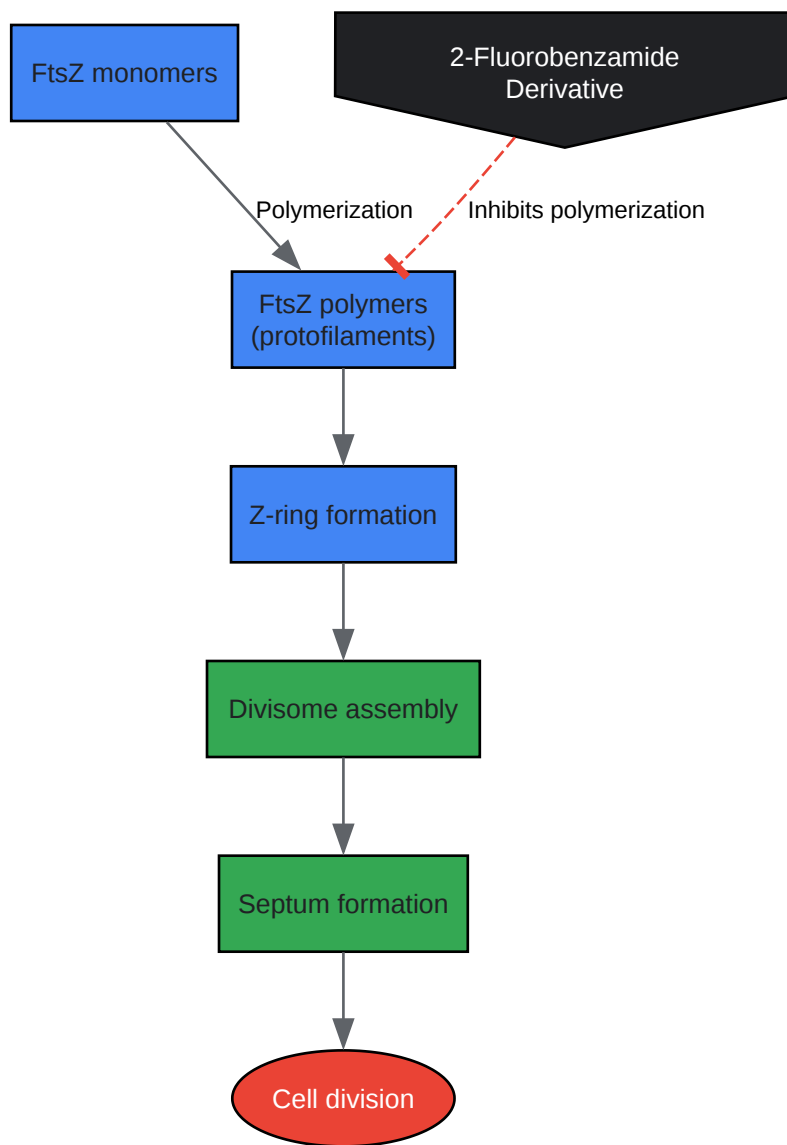 FtsZ monomers
2-Fluorobenzamide
Derivative
Polymerization
Inhibits polymerization
FtsZ polymers
(protofilaments)
Z-ring formation
Divisome assembly
Septum formation
Cell division